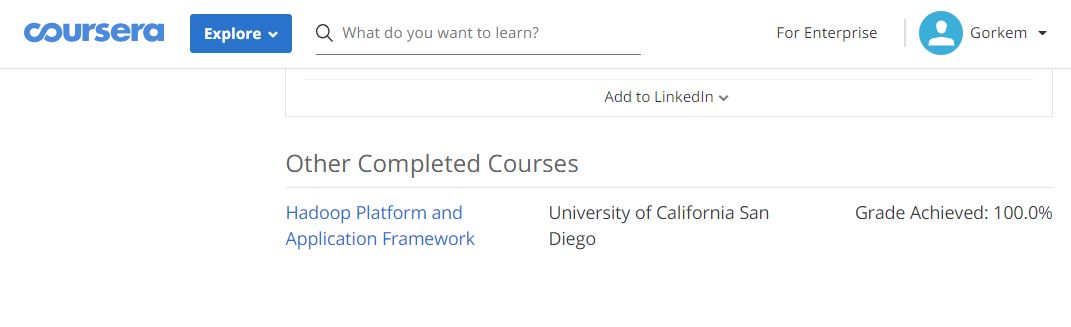 coursera
Explore
What do you want to learn?
For Enterprise
Gorkem
Add to LinkedIn
Other Completed Courses
Hadoop Platform and
Application Framework
University of California San
Diego
Grade Achieved: 100.0%